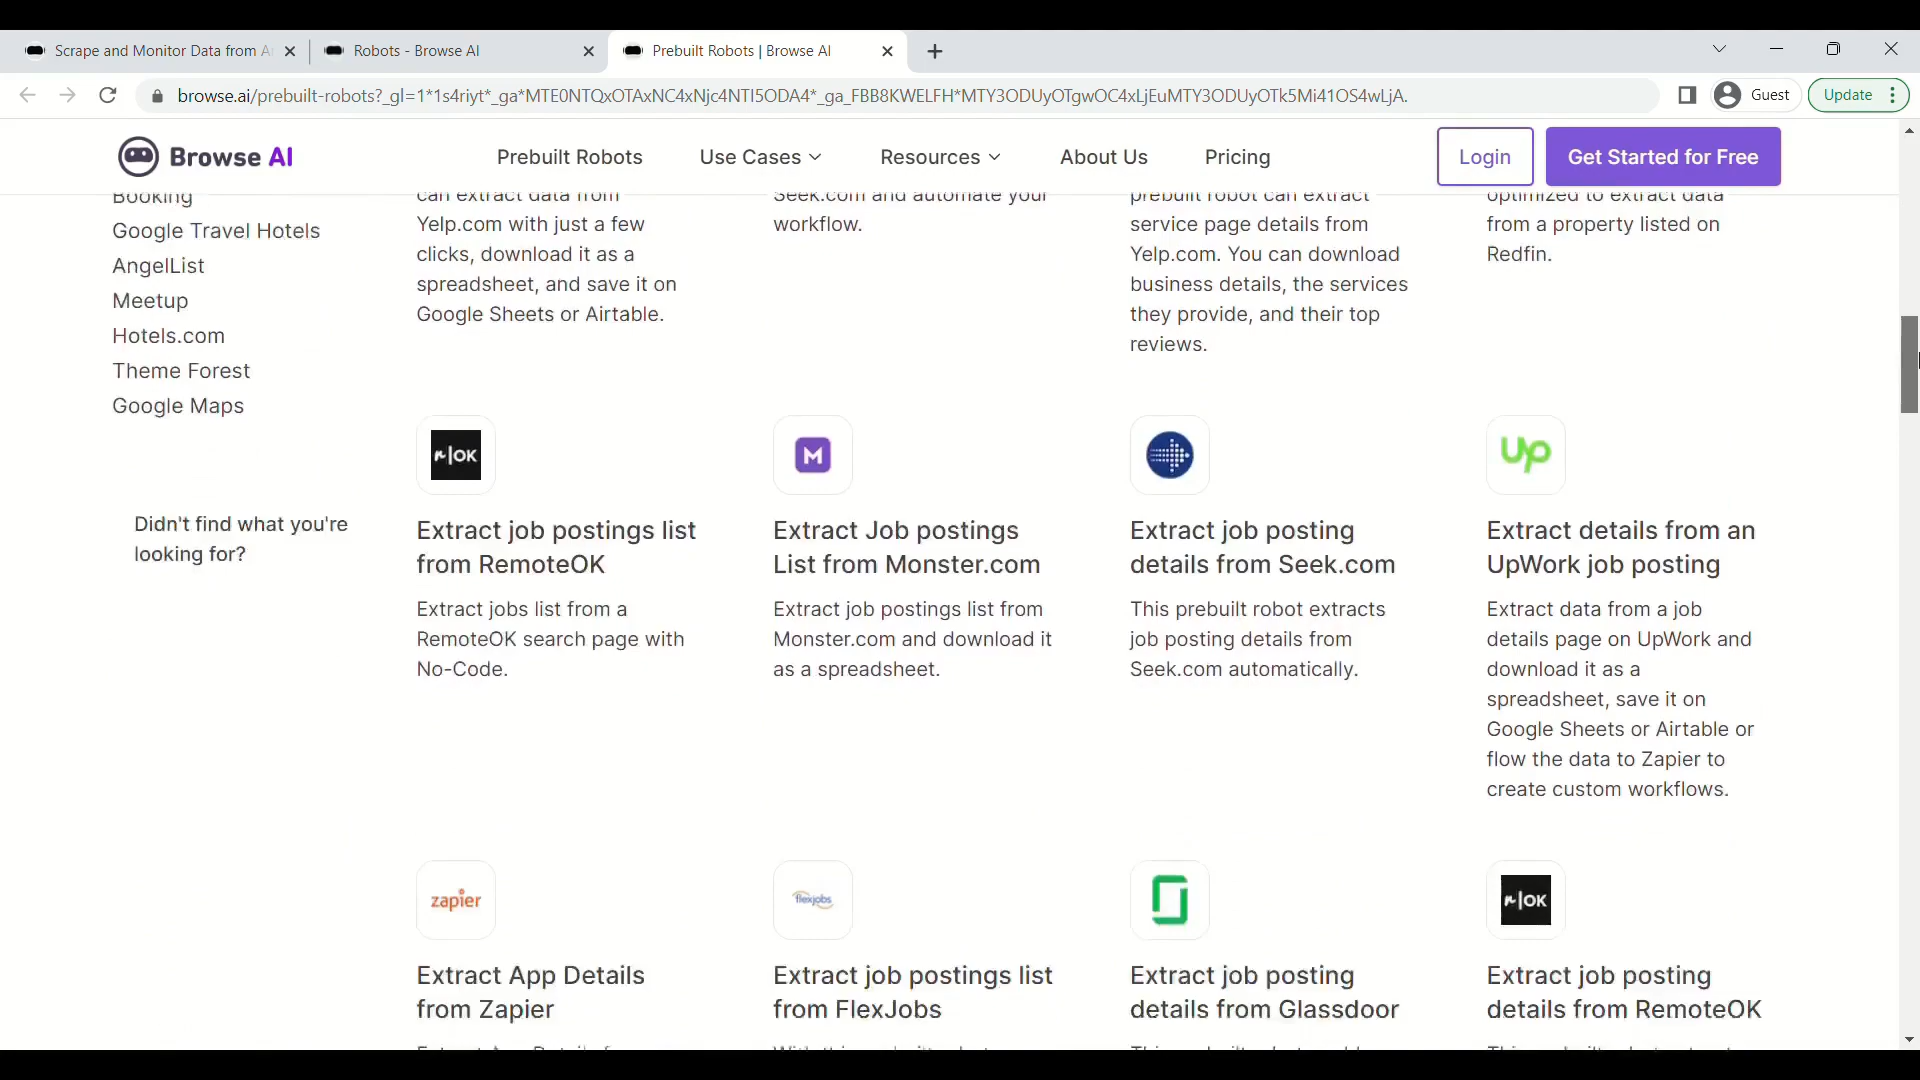 Scrape and Monitor Data from A
Robots - Browse AI
Prebuilt Robots | Browse AI
browse.ai/prebuilt-robots?_gl=1*1s4riyt*_ga*MTE0NTQxOTAxNC4xNjc4NTI5ODA4*_ga_FBB8KWELFH*MTY3ODUyOTgwOC4xLjEuMTY3ODUyOTk5Mi41OS4wLjA.
Guest
Update
Browse AI
Prebuilt Robots
Use Cases
Resources
About Us
Pricing
Login
Get Started for Free
Booking
Google Travel Hotels
AngelList
Meetup
Hotels.com
Theme Forest
Google Maps
Didn't find what you're
looking for?
can extract data from
Yelp.com with just a few
clicks, download it as a
spreadsheet, and save it on
Google Sheets or Airtable.
Seek.com and automate your
workflow.
prebuilt robot can extract
service page details from
Yelp.com. You can download
business details, the services
they provide, and their top
reviews.
optimized to extract data
from a property listed on
Redfin.
r|OK
Extract job postings list
from RemoteOK
Extract jobs list from a
RemoteOK search page with
No-Code.
M
Extract Job postings
List from Monster.com
Extract job postings list from
Monster.com and download it
as a spreadsheet.
Extract job posting
details from Seek.com
This prebuilt robot extracts
job posting details from
Seek.com automatically.
Up
Extract details from an
UpWork job posting
Extract data from a job
details page on UpWork and
download it as a
spreadsheet, save it on
Google Sheets or Airtable or
flow the data to Zapier to
create custom workflows.
zapier
Extract App Details
from Zapier
flexjobs
Extract job postings list
from FlexJobs
Extract job posting
details from Glassdoor
r|OK
Extract job posting
details from RemoteOK